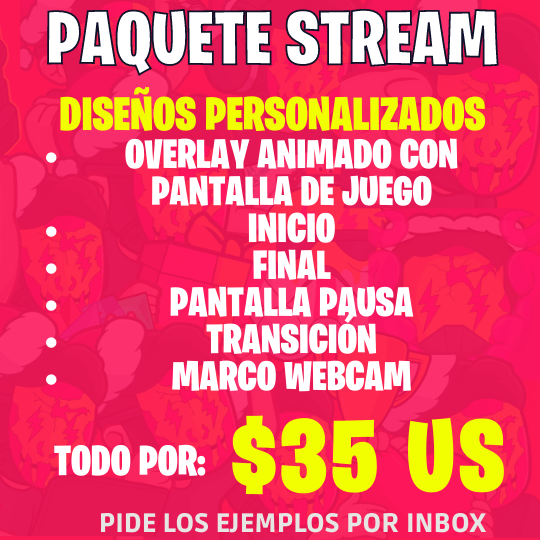 PAQUETE STREAM
DISEÑOS PERSONALIZADOS
• OVERLAY ANIMADO CON
PANTALLA DE JUEGO
• INICIO
• FINAL
• PANTALLA PAUSA
• TRANSICIÓN
• MARCO WEBCAM
TODO POR: $35 US
PIDE LOS EJEMPLOS POR INBOX